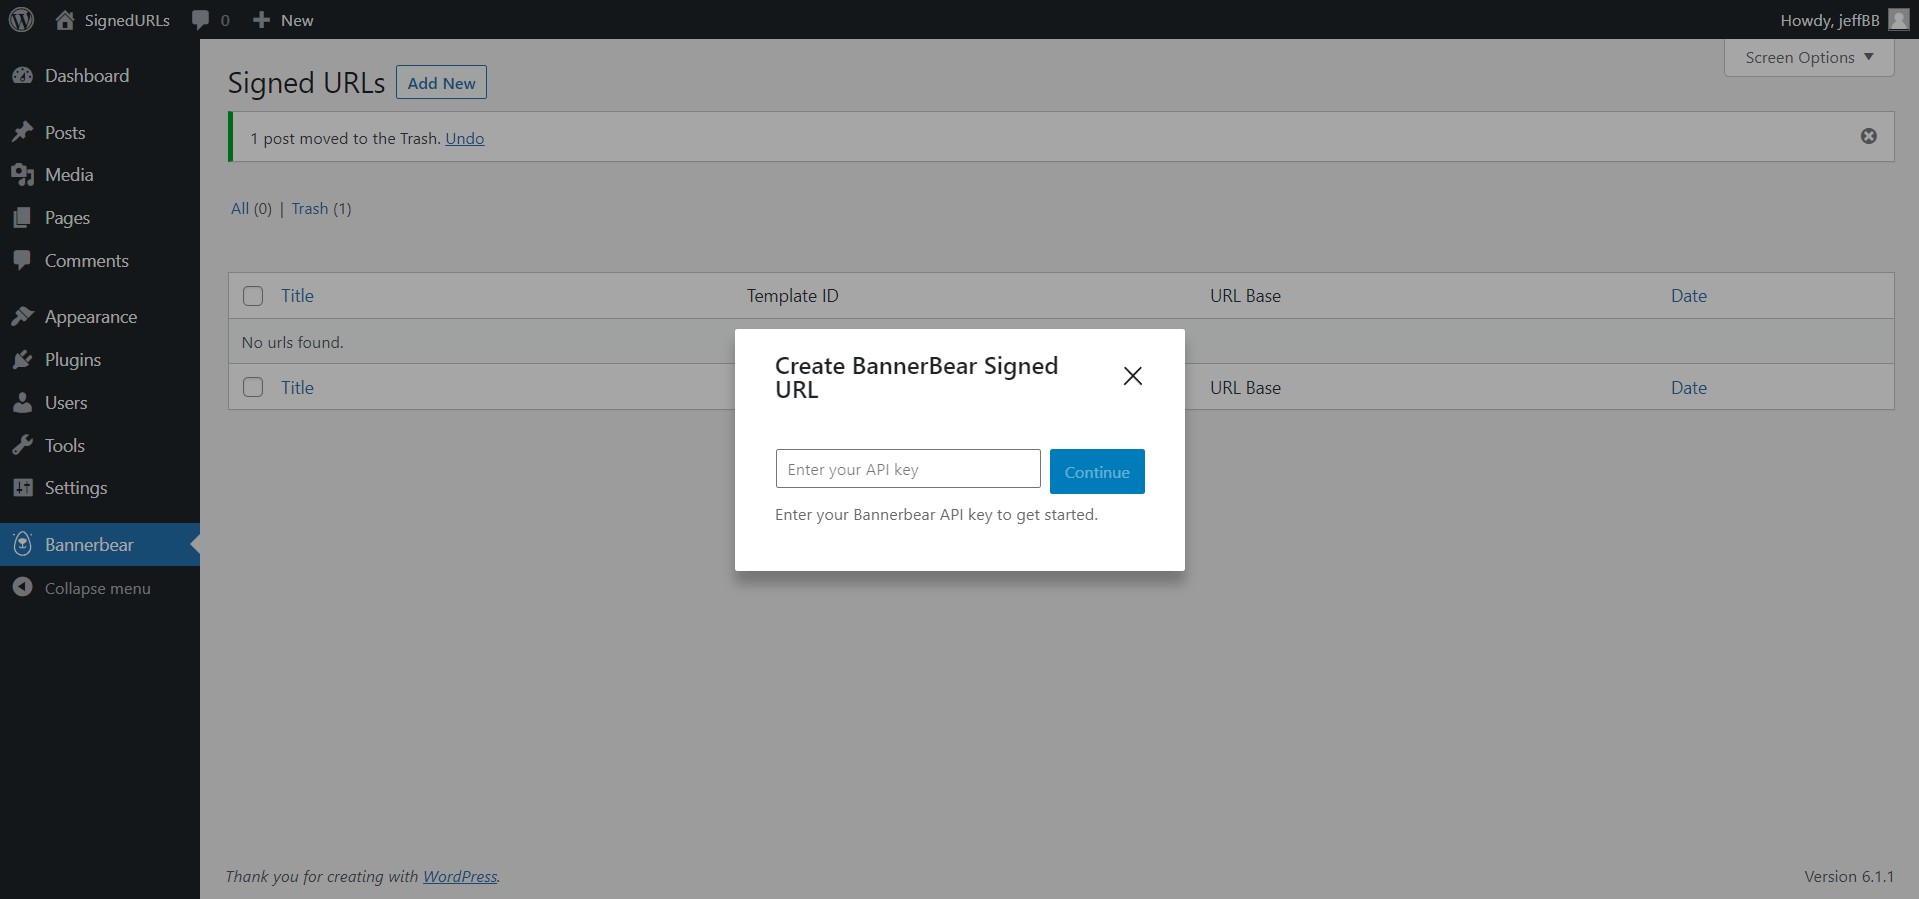 SignedURLs 0 New Howdy, jeffBB
Dashboard
Posts
Media
Pages
Comments
Appearance
Plugins
Users
Tools
Settings
Bannerbear
Collapse menu
Screen Options
Signed URLs Add New
1 post moved to the Trash. Undo
All (0) | Trash (1)
Title Template ID URL Base Date
No urls found.
Title URL Base Date
Create BannerBear Signed
URL
Enter your API key Continue
Enter your Bannerbear API key to get started.
Thank you for creating with WordPress. Version 6.1.1